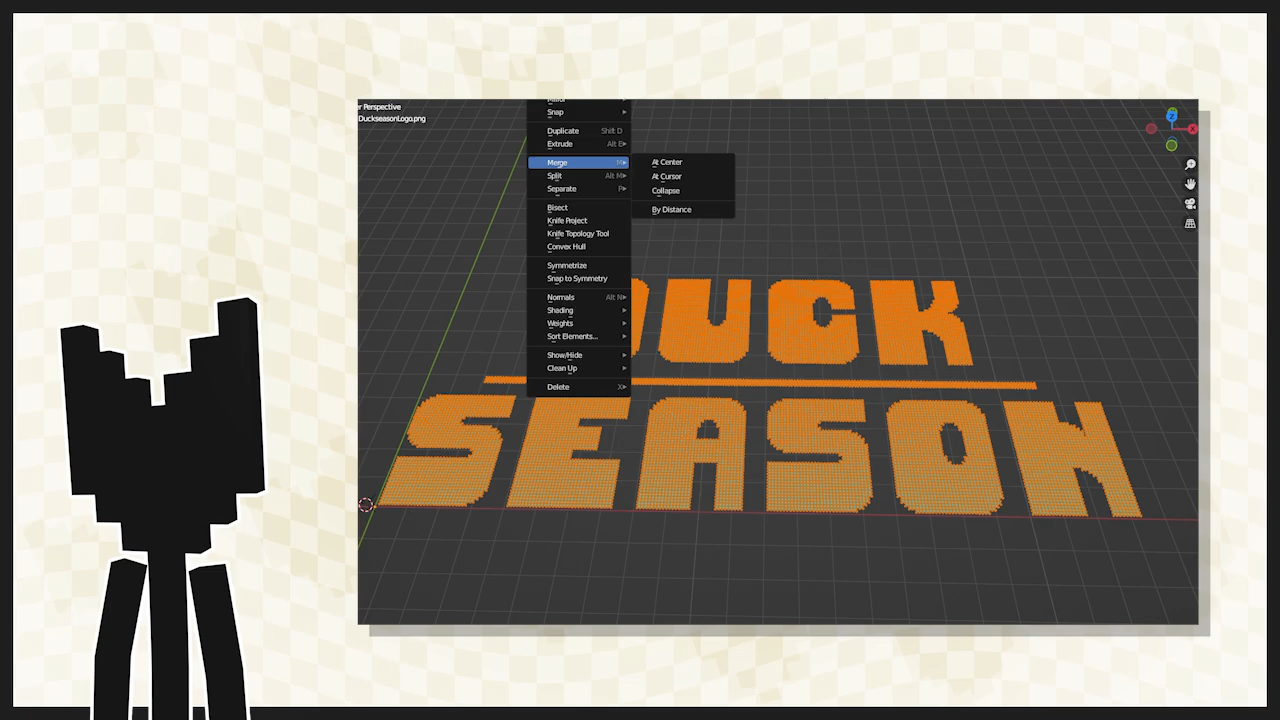 r Perspective
DuckseasonLogo.png
Mirror
Snap
Duplicate Shift D
Extrude Alt E
Merge M
Split Alt M
Separate P
At Center
At Cursor
Collapse
By Distance
Bisect
Knife Project
Knife Topology Tool
Convex Hull
Symmetrize
Snap to Symmetry
Normals Alt N
Shading
Weights
Sort Elements...
Show/Hide
Clean Up
Delete X
Z
X
DUCK
SEASON